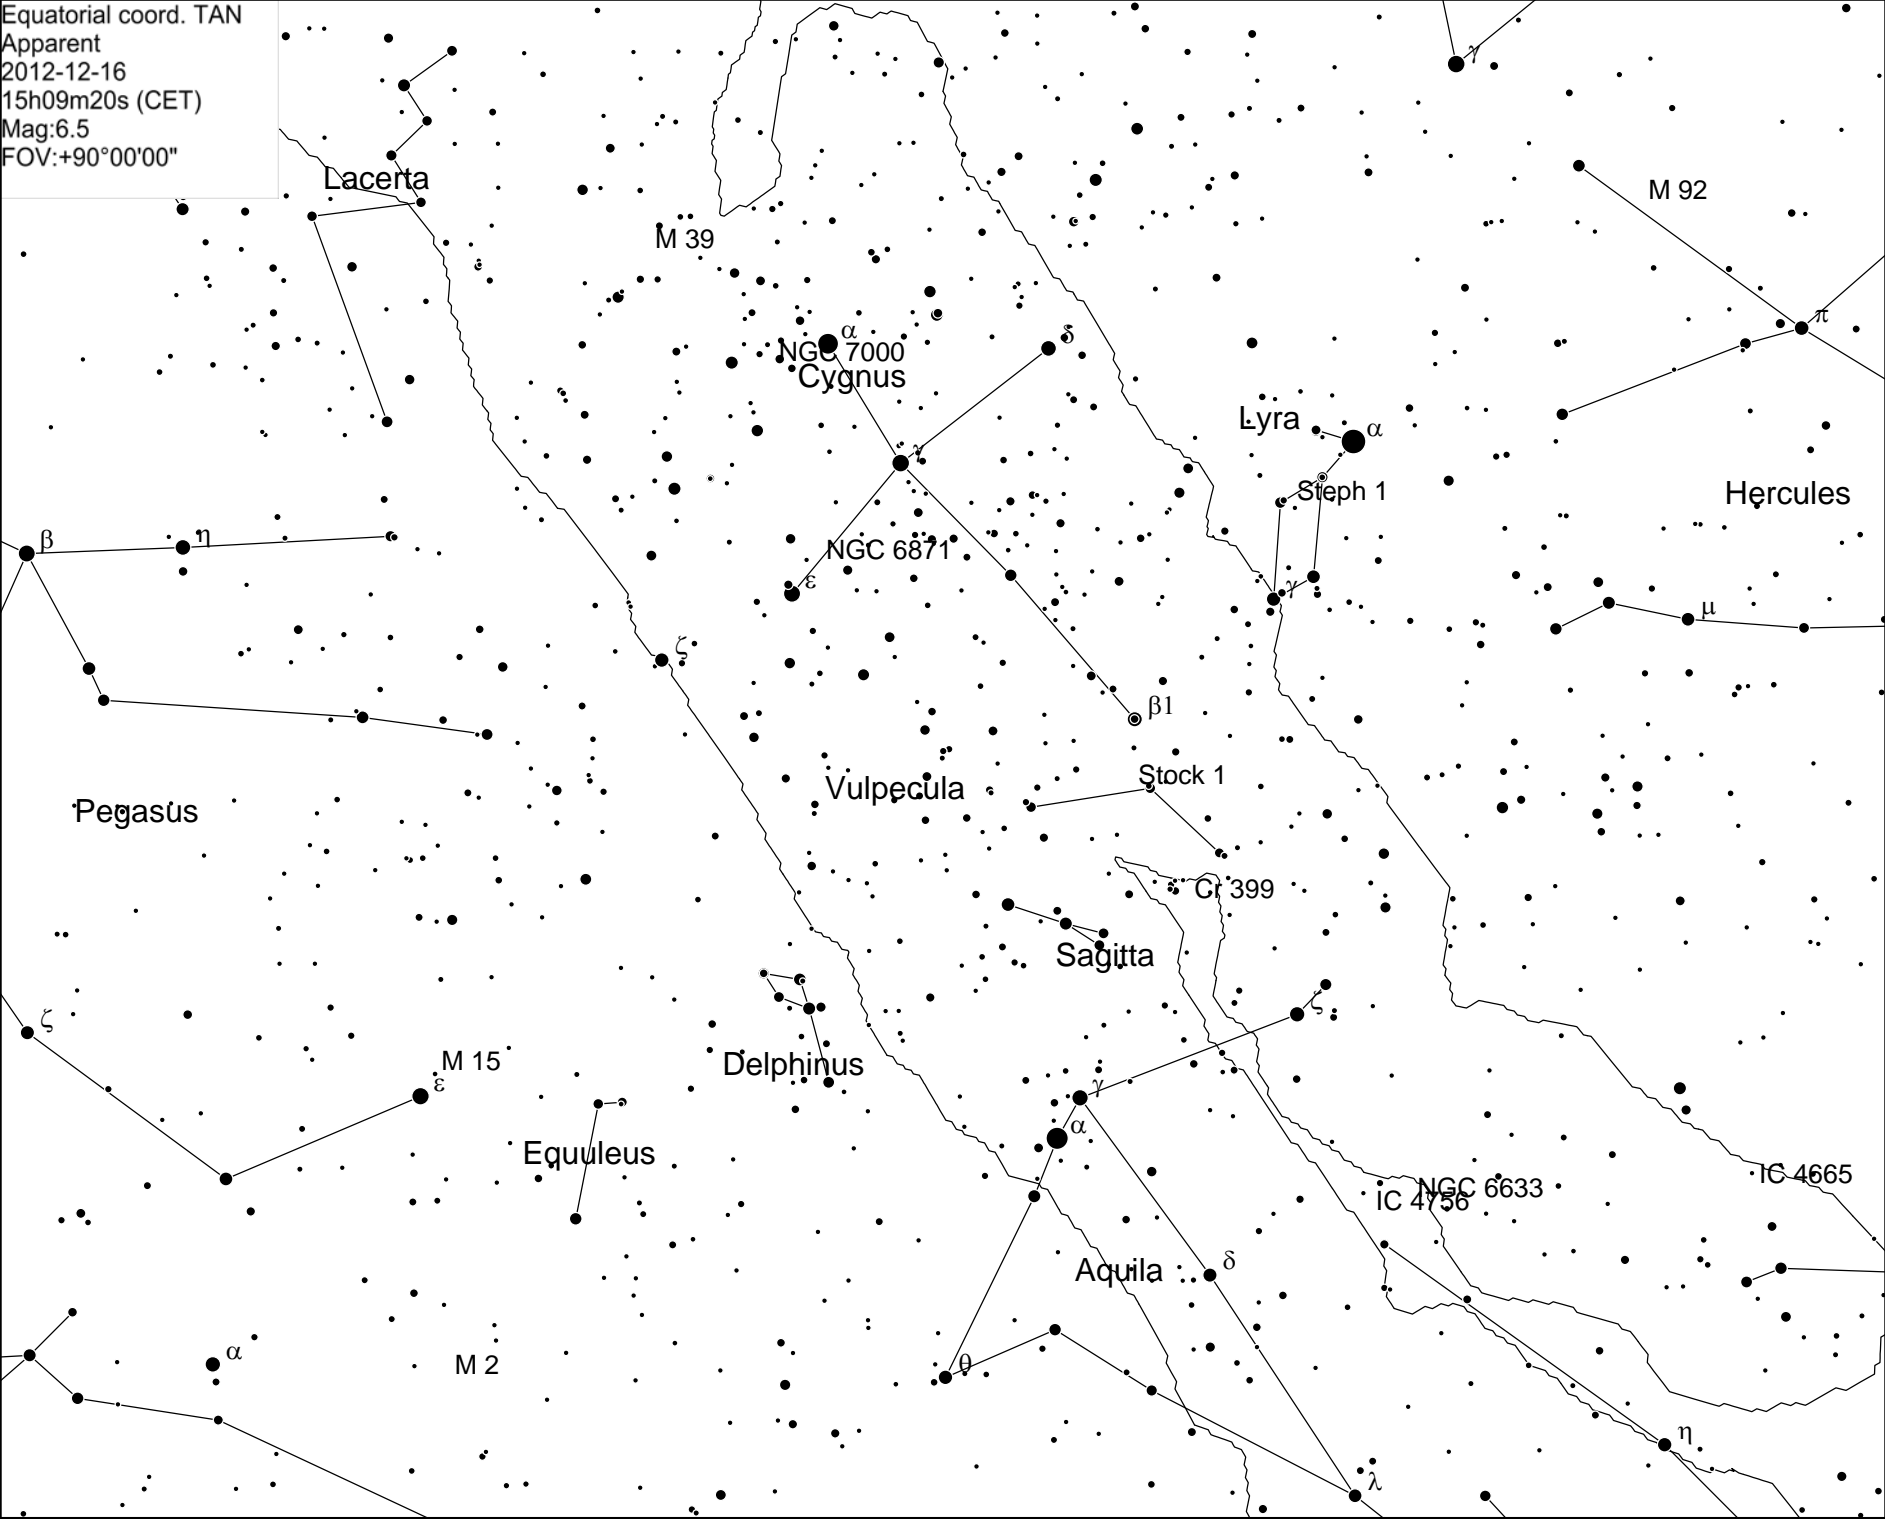 Equatorial coord. TAN
Apparent
2012-12-16
15h09m20s (CET)
Mag:6.5
FOV:+90°00'00"
γ
Lacerta
M 92
M 39
π
α
δ
NGC 7000
Cygnus
Lyra
α
γ
Steph 1
Hercules
β
η
NGC 6871
ε
γ
μ
ζ
β1
Stock 1
Vulpecula
Pegasus
Cr 399
Sagitta
ζ
ζ
M 15
Delphinus
ε
γ
α
Equuleus
IC 4665
NGC 6633
IC 4756
Aquila
δ
α
M 2
θ
η
λ